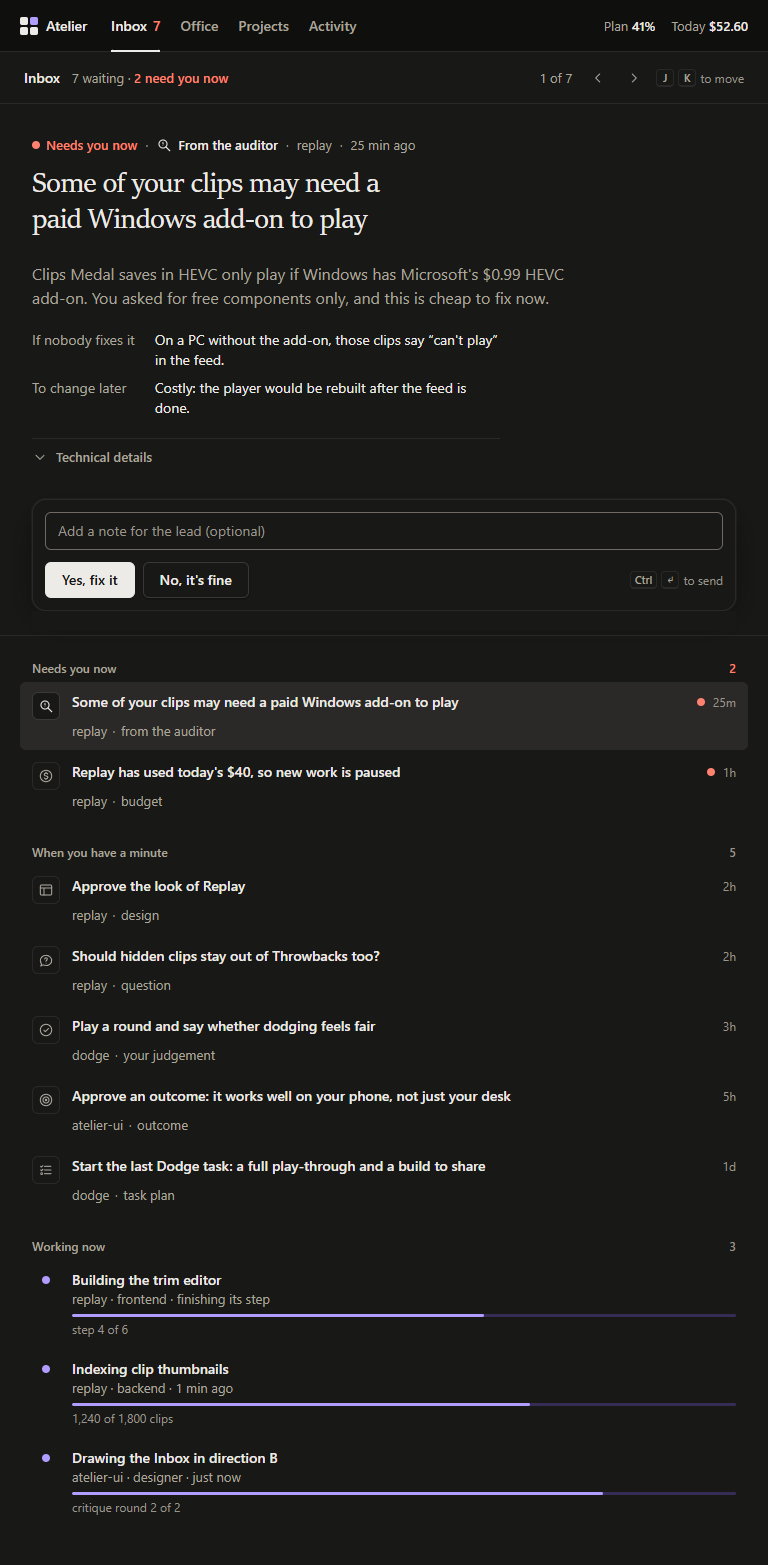 Atelier Inbox 7 Office Projects Activity Plan 41% Today $52.60
Inbox 7 waiting · 2 need you now 1 of 7 J K to move
Needs you now · From the auditor · replay · 25 min ago
Some of your clips may need a
paid Windows add-on to play
Clips Medal saves in HEVC only play if Windows has Microsoft's $0.99 HEVC
add-on. You asked for free components only, and this is cheap to fix now.
If nobody fixes it On a PC without the add-on, those clips say “can't play”
in the feed.
To change later Costly: the player would be rebuilt after the feed is
done.
Technical details
Add a note for the lead (optional)
Yes, fix it No, it's fine Ctrl ↵ to send
Needs you now 2
Some of your clips may need a paid Windows add-on to play 25m
replay · from the auditor
Replay has used today's $40, so new work is paused 1h
replay · budget
When you have a minute 5
Approve the look of Replay 2h
replay · design
Should hidden clips stay out of Throwbacks too? 2h
replay · question
Play a round and say whether dodging feels fair 3h
dodge · your judgement
Approve an outcome: it works well on your phone, not just your desk 5h
atelier-ui · outcome
Start the last Dodge task: a full play-through and a build to share 1d
dodge · task plan
Working now 3
Building the trim editor
replay · frontend · finishing its step
step 4 of 6
Indexing clip thumbnails
replay · backend · 1 min ago
1,240 of 1,800 clips
Drawing the Inbox in direction B
atelier-ui · designer · just now
critique round 2 of 2